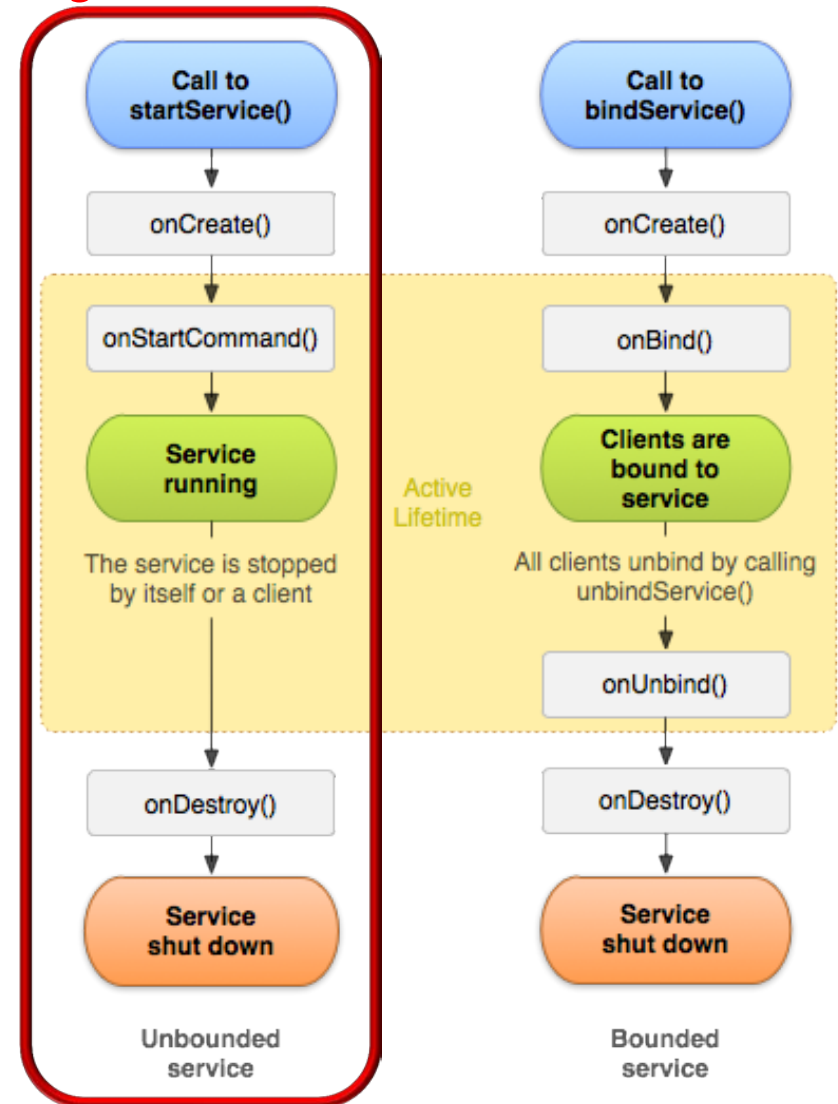 Call to
startService()
onCreate()
onStartCommand()
Service
running
The service is stopped
by itself or a client
onDestroy()
Service
shut down
Unbounded
service
Active
Lifetime
Call to
bindService()
onCreate()
onBind()
Clients are
bound to
service
All clients unbind by calling
unbindService()
onUnbind()
onDestroy()
Service
shut down
Bounded
service